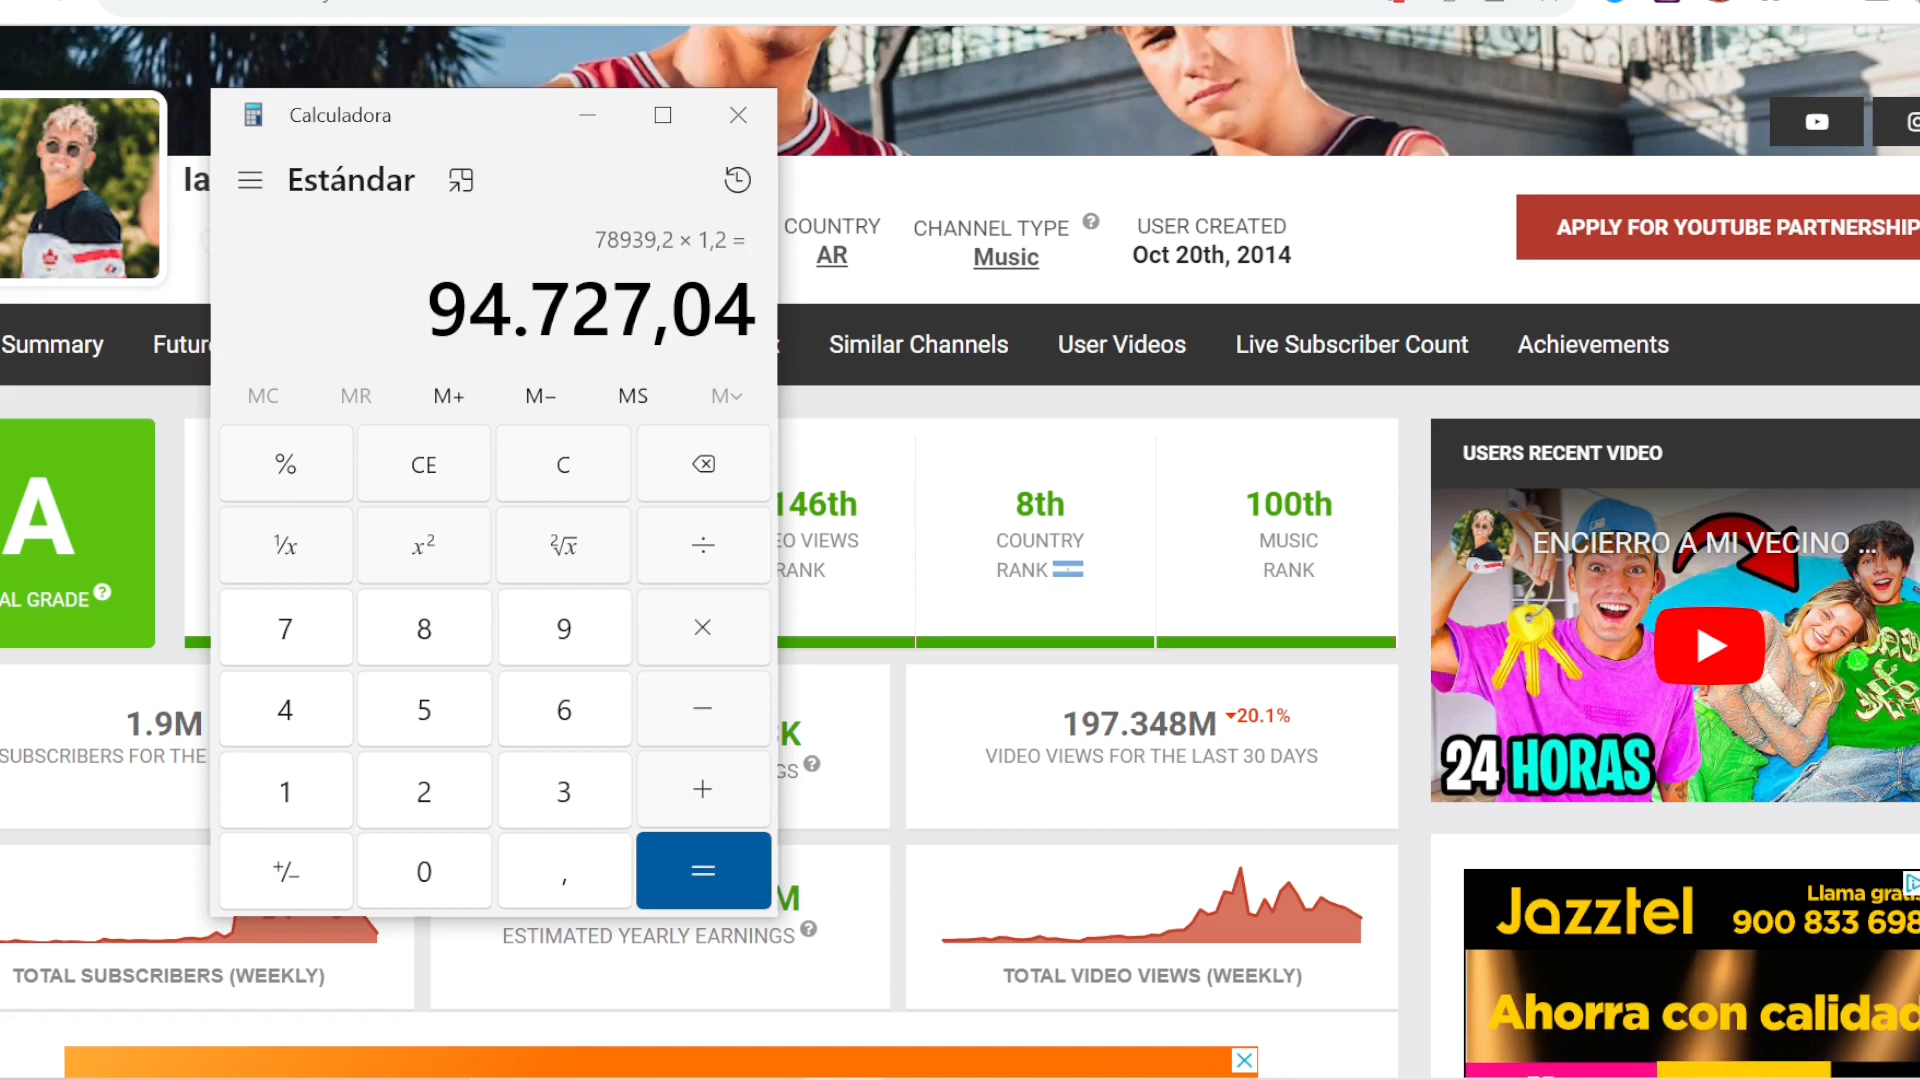 Calculadora
Estándar
78939,2 × 1,2 =
94.727,04
MC MR M+ M− MS M
% CE C
1/x x² ²√x ÷
7 8 9 ×
4 5 6 −
1 2 3 +
+/− 0 , =
la
COUNTRY
AR
CHANNEL TYPE ?
Music
USER CREATED
Oct 20th, 2014
APPLY FOR YOUTUBE PARTNERSHIP
Summary
Similar Channels
User Videos
Live Subscriber Count
Achievements
A
GRADE ?
146th
VIEWS
RANK
8th
COUNTRY
RANK
100th
MUSIC
RANK
1.9M
SUBSCRIBERS FOR THE
K
?
197.348M 20.1%
VIDEO VIEWS FOR THE LAST 30 DAYS
TOTAL SUBSCRIBERS (WEEKLY)
M
ESTIMATED YEARLY EARNINGS ?
TOTAL VIDEO VIEWS (WEEKLY)
USERS RECENT VIDEO
ENCIERRO A MI VECINO ...
24 HORAS
Jazztel
Llama
900 833 698
Ahorra con